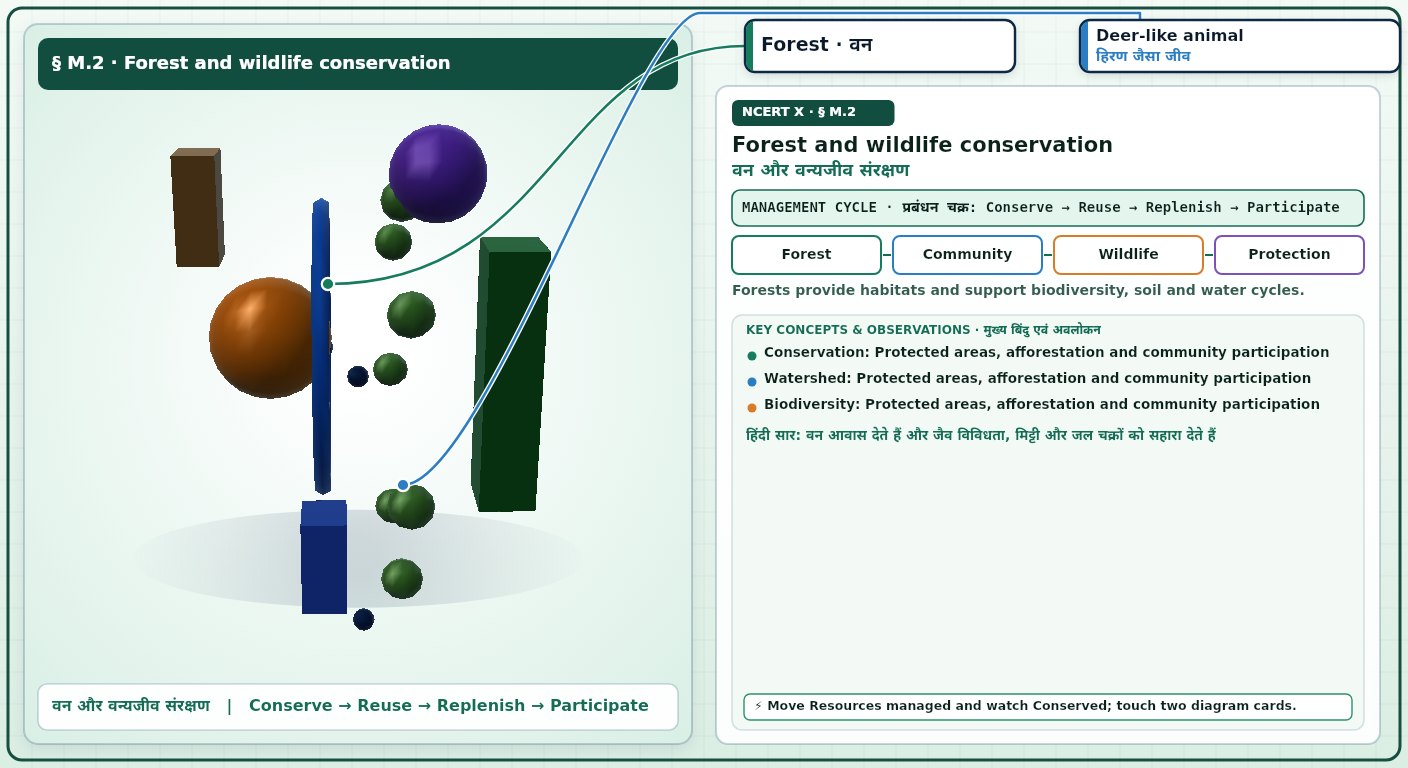 § M.2 · Forest and wildlife conservation
Forest · वन
Deer-like animal
हिरण जैसा जीव
NCERT X · § M.2
Forest and wildlife conservation
वन और वन्यजीव संरक्षण
MANAGEMENT CYCLE · प्रबंधन चक्र: Conserve → Reuse → Replenish → Participate
Forest
Community
Wildlife
Protection
Forests provide habitats and support biodiversity, soil and water cycles.
KEY CONCEPTS & OBSERVATIONS · मुख्य बिंदु एवं अवलोकन
Conservation: Protected areas, afforestation and community participation
Watershed: Protected areas, afforestation and community participation
Biodiversity: Protected areas, afforestation and community participation
हिंदी सार: वन आवास देते हैं और जैव विविधता, मिट्टी और जल चक्रों को सहारा देते हैं
⚡ Move Resources managed and watch Conserved; touch two diagram cards.
वन और वन्यजीव संरक्षण | Conserve → Reuse → Replenish → Participate